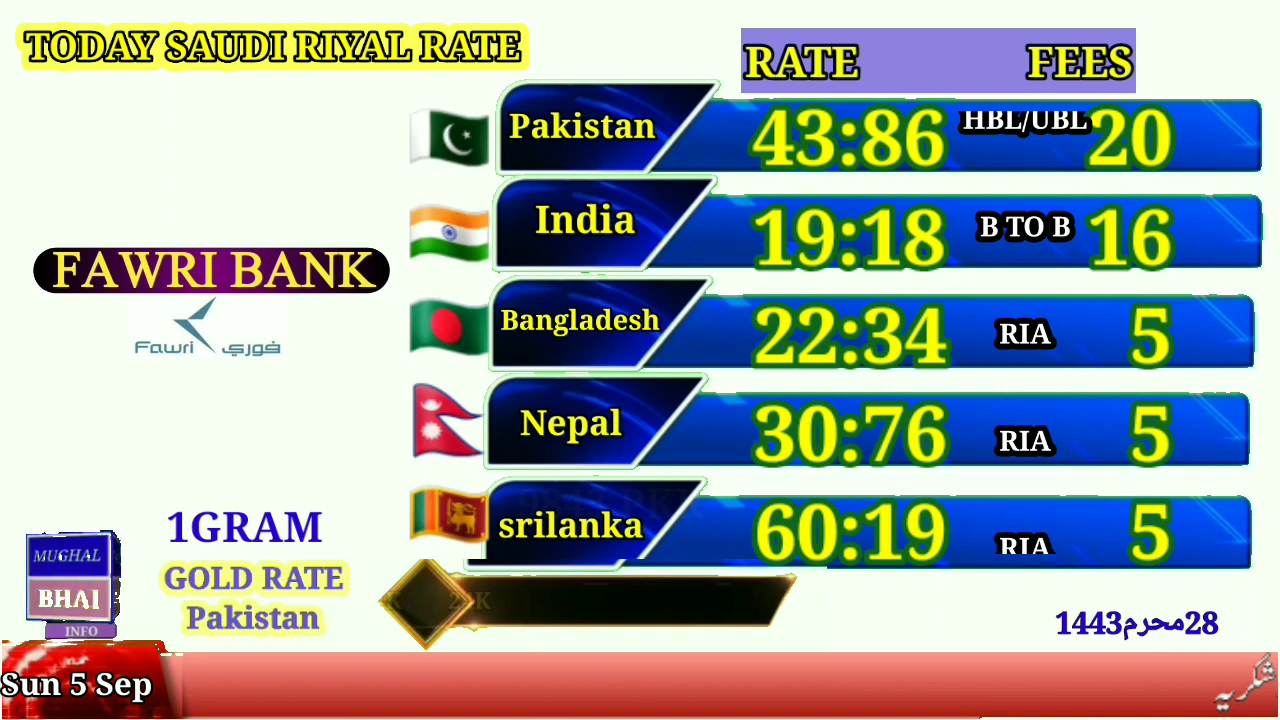 TODAY SAUDI RIYAL RATE
RATE FEES
Pakistan 43:86 HBL/UBL 20
India 19:18 B TO B 16
FAWRI BANK
Fawri فوري
Bangladesh 22:34 RIA 5
Nepal 30:76 RIA 5
srilanka 60:19 RIA 5
1GRAM
GOLD RATE
Pakistan
MUGHAL
BHAI
INFO
28محرم1443
Sun 5 Sep
شکریہ